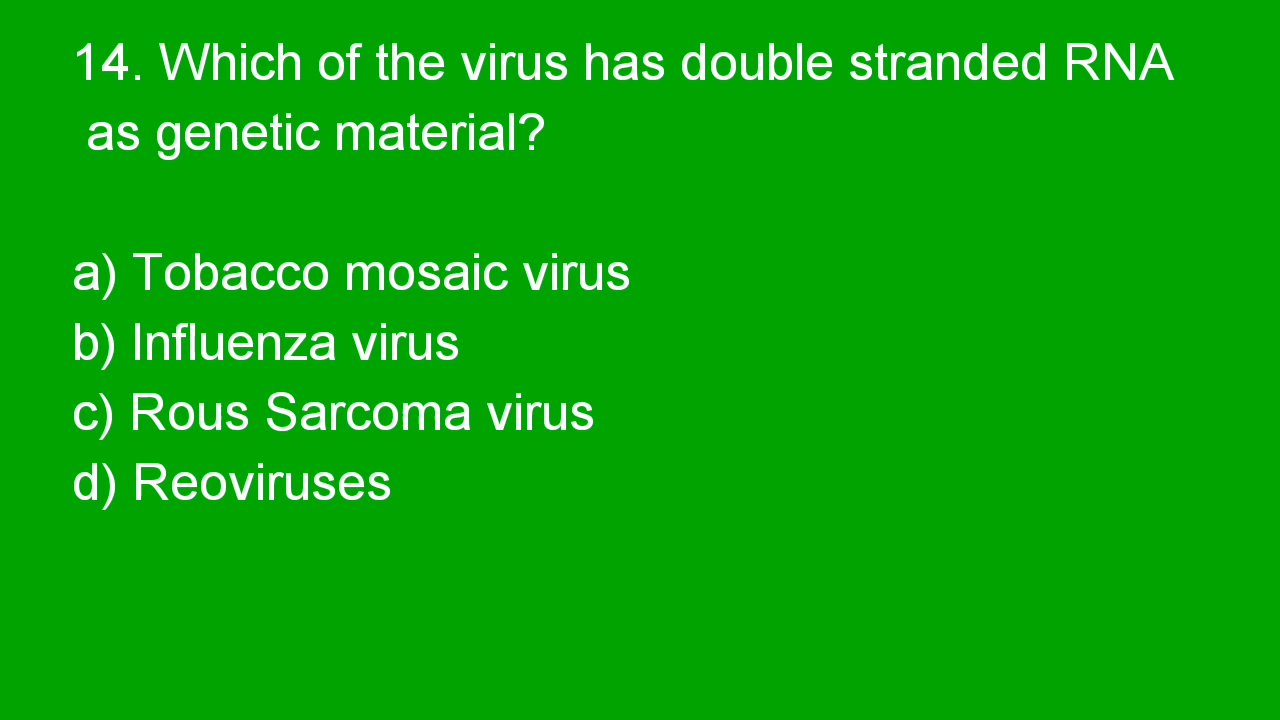 14. Which of the virus has double stranded RNA
as genetic material?
a) Tobacco mosaic virus
b) Influenza virus
c) Rous Sarcoma virus
d) Reoviruses